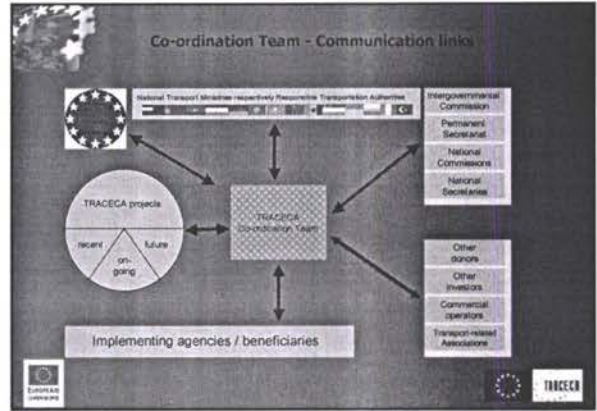 Co-ordination Team - Communication links
National Transport Ministries respectively Responsible Transportation Authorities
Intergovernmental
Commission
Permanent
Secretariat
National
Commissions
National
Secretaries
TRACECA projects
recent
future
on-
going
TRACECA
Co-ordination Team
Other
donors
Other
investors
Commercial
operators
Transport-related
Associations
Implementing agencies / beneficiaries
EUROPEAN
TRACECA